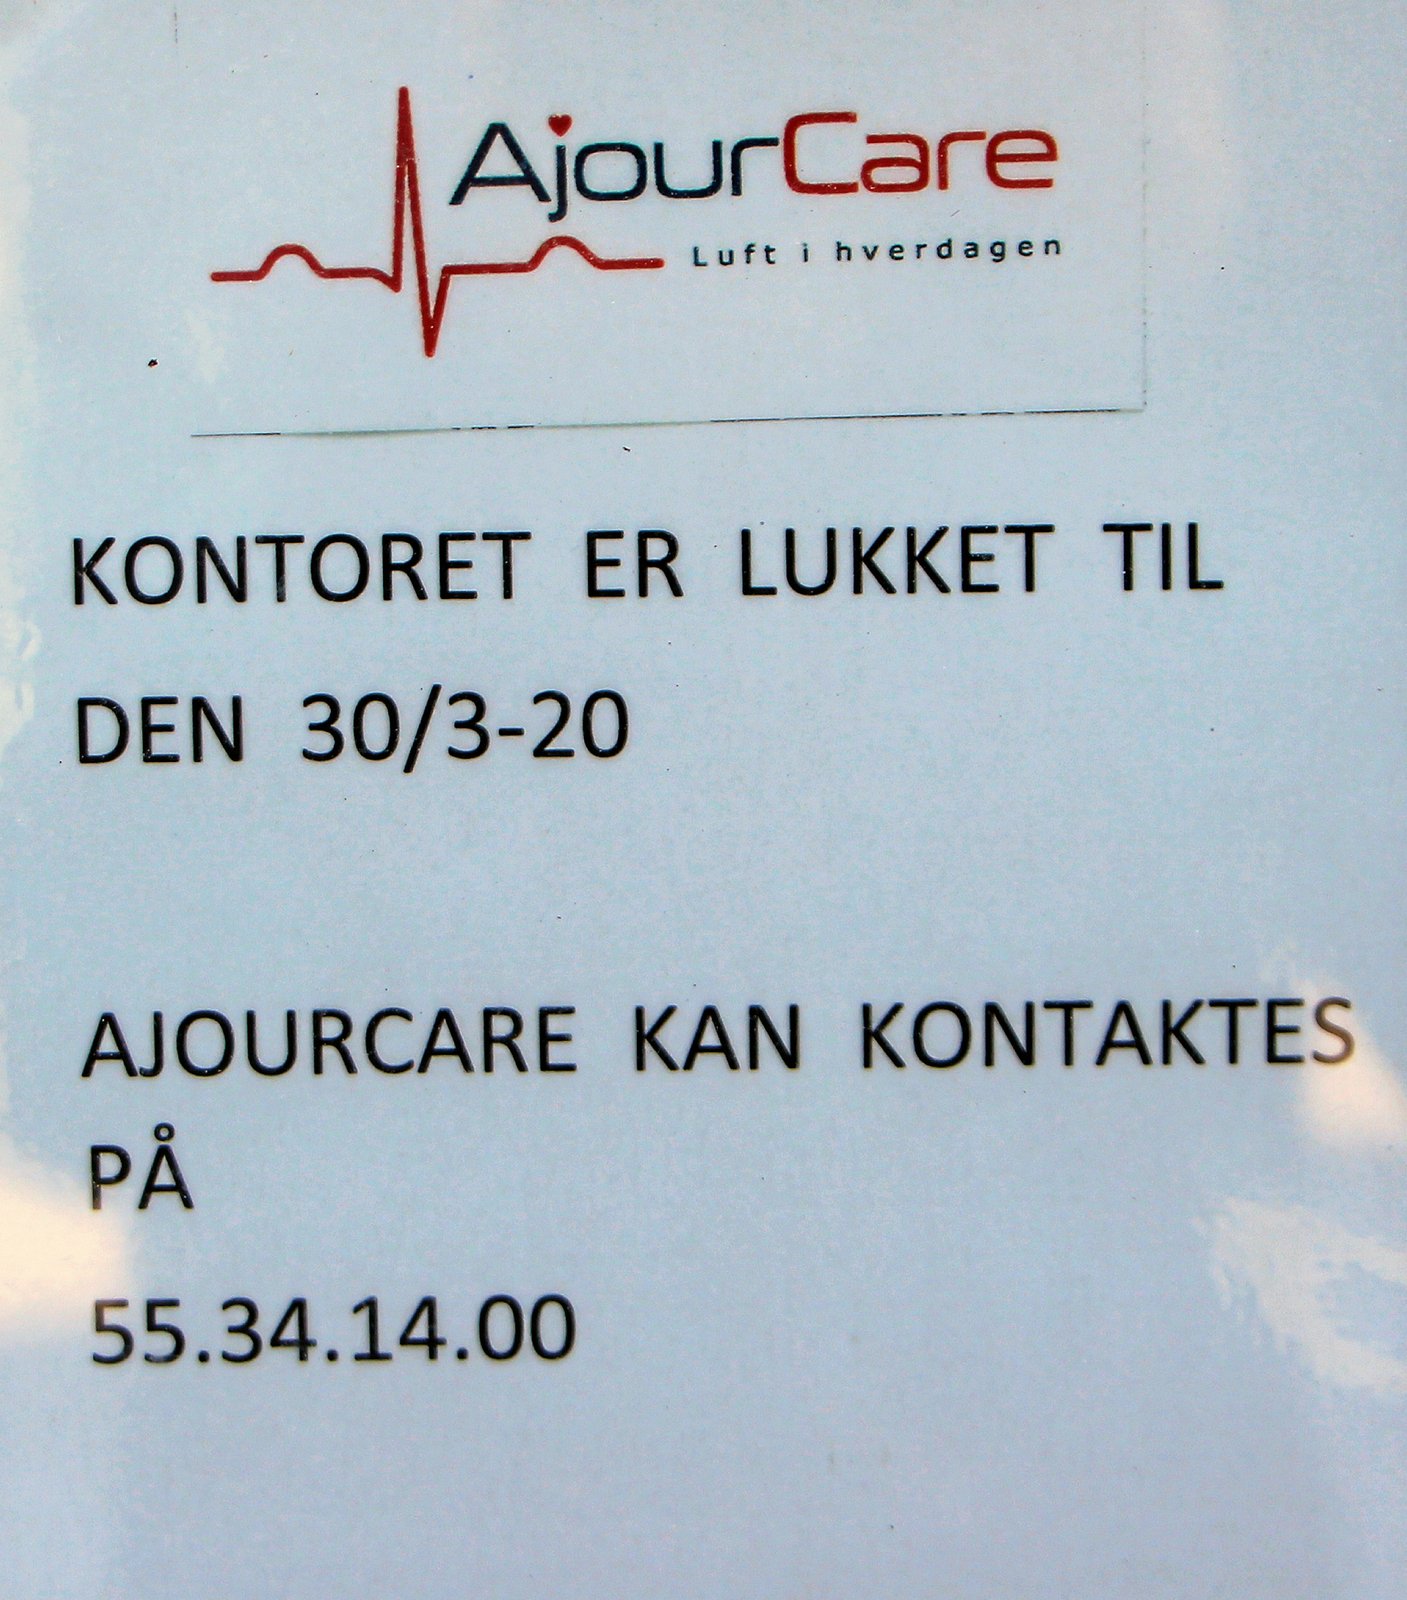 AjourCare
Luft i hverdagen
KONTORET ER LUKKET TIL
DEN 30/3-20
AJOURCARE KAN KONTAKTES
PÅ
55.34.14.00